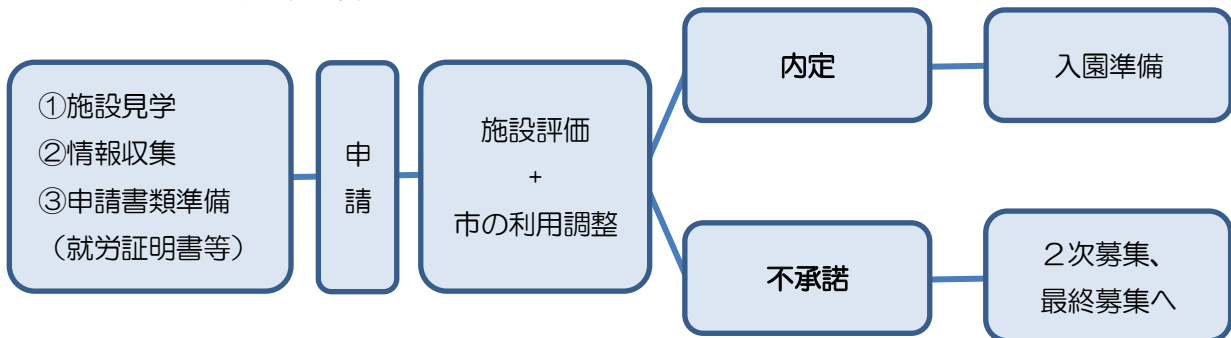 ①施設見学
②情報収集
③申請書類準備
（就労証明書等）
申
請
施設評価
+
市の利用調整
内定
入園準備
不承諾
２次募集、
最終募集へ